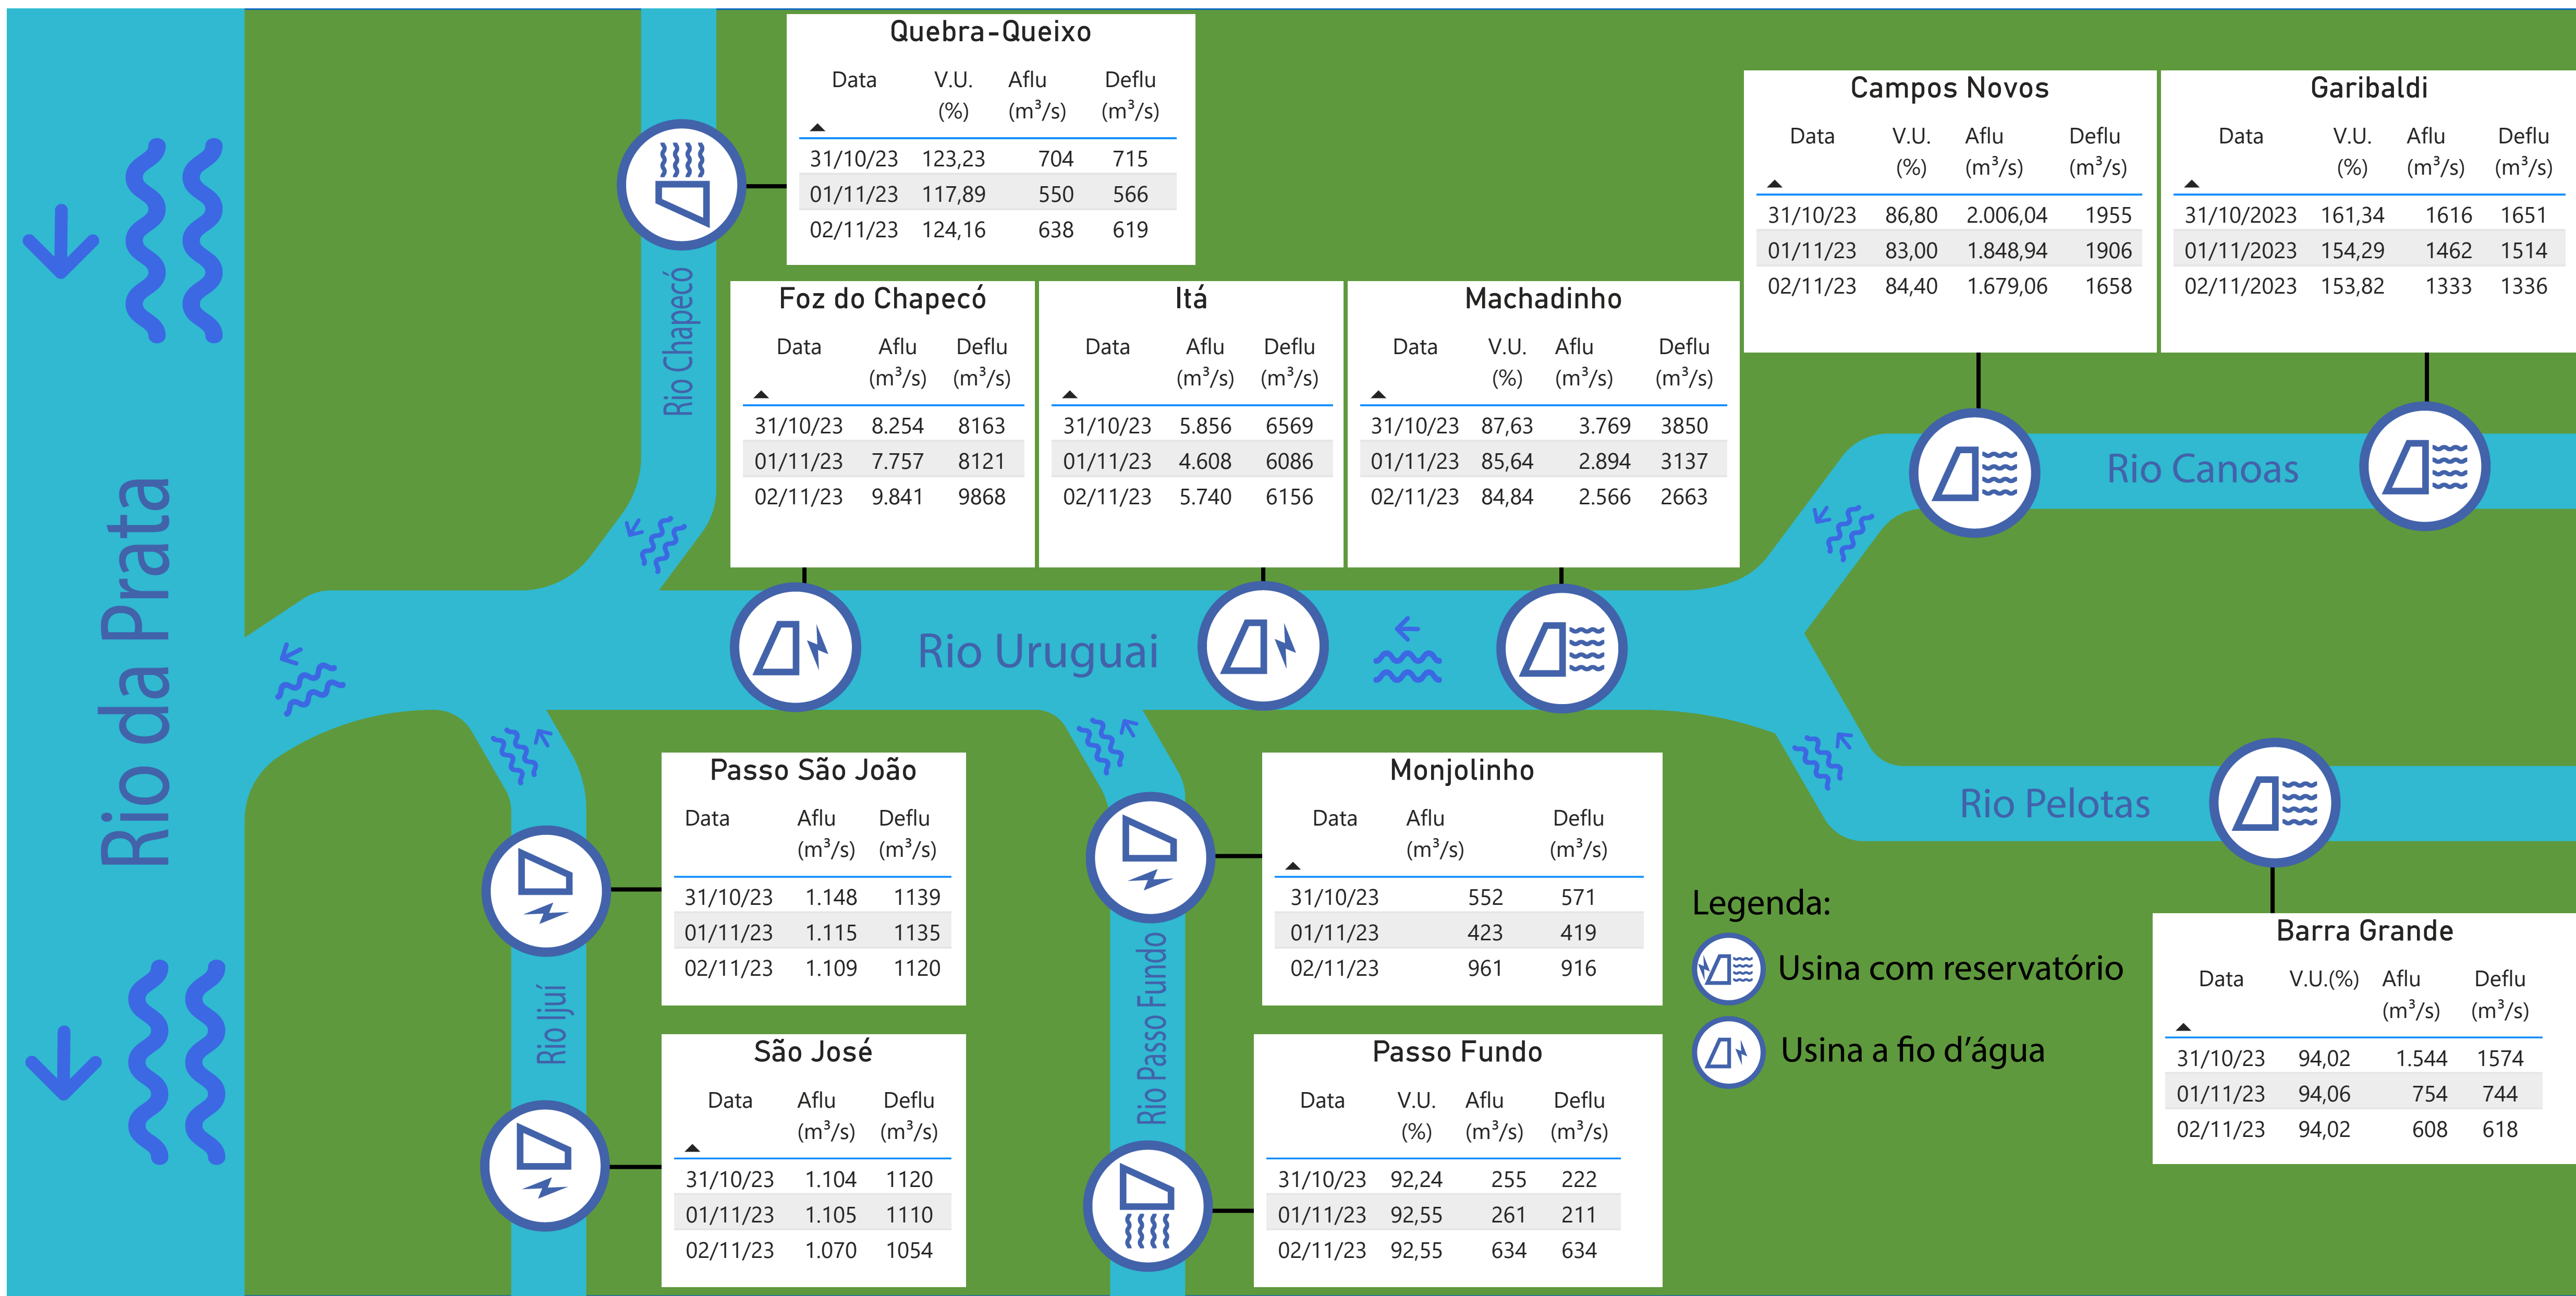 Rio da Prata
Quebra-Queixo
Data V.U. (%) Aflu (m³/s) Deflu (m³/s)
31/10/23 123,23 704 715
01/11/23 117,89 550 566
02/11/23 124,16 638 619
Rio Chapecó
Campos Novos
Data V.U. (%) Aflu (m³/s) Deflu (m³/s)
31/10/23 86,80 2.006,04 1955
01/11/23 83,00 1.848,94 1906
02/11/23 84,40 1.679,06 1658
Garibaldi
Data V.U. (%) Aflu (m³/s) Deflu (m³/s)
31/10/2023 161,34 1616 1651
01/11/2023 154,29 1462 1514
02/11/2023 153,82 1333 1336
Foz do Chapecó
Data Aflu (m³/s) Deflu (m³/s)
31/10/23 8.254 8163
01/11/23 7.757 8121
02/11/23 9.841 9868
Itá
Data Aflu (m³/s) Deflu (m³/s)
31/10/23 5.856 6569
01/11/23 4.608 6086
02/11/23 5.740 6156
Machadinho
Data V.U. (%) Aflu (m³/s) Deflu (m³/s)
31/10/23 87,63 3.769 3850
01/11/23 85,64 2.894 3137
02/11/23 84,84 2.566 2663
Rio Canoas
Rio Uruguai
Rio Pelotas
Passo São João
Data Aflu (m³/s) Deflu (m³/s)
31/10/23 1.148 1139
01/11/23 1.115 1135
02/11/23 1.109 1120
Rio Ijuí
São José
Data Aflu (m³/s) Deflu (m³/s)
31/10/23 1.104 1120
01/11/23 1.105 1110
02/11/23 1.070 1054
Monjolinho
Data Aflu (m³/s) Deflu (m³/s)
31/10/23 552 571
01/11/23 423 419
02/11/23 961 916
Rio Passo Fundo
Passo Fundo
Data V.U. (%) Aflu (m³/s) Deflu (m³/s)
31/10/23 92,24 255 222
01/11/23 92,55 261 211
02/11/23 92,55 634 634
Legenda:
Usina com reservatório
Usina a fio d’água
Barra Grande
Data V.U.(%) Aflu (m³/s) Deflu (m³/s)
31/10/23 94,02 1.544 1574
01/11/23 94,06 754 744
02/11/23 94,02 608 618